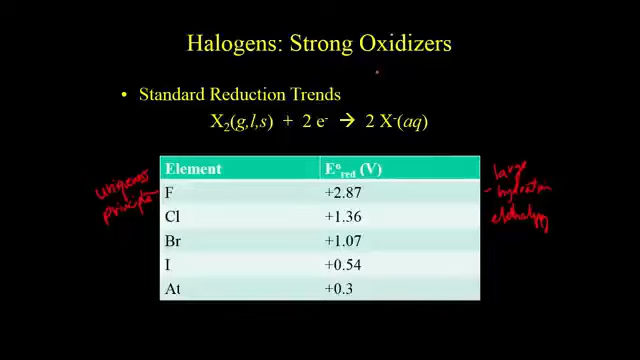 Halogens: Strong Oxidizers
• Standard Reduction Trends
X₂(g,l,s) + 2 e⁻ → 2 X⁻(aq)
Element E°red (V)
F +2.87
Cl +1.36
Br +1.07
I +0.54
At +0.3
uniqueness
principle
large
hydration
enthalpy